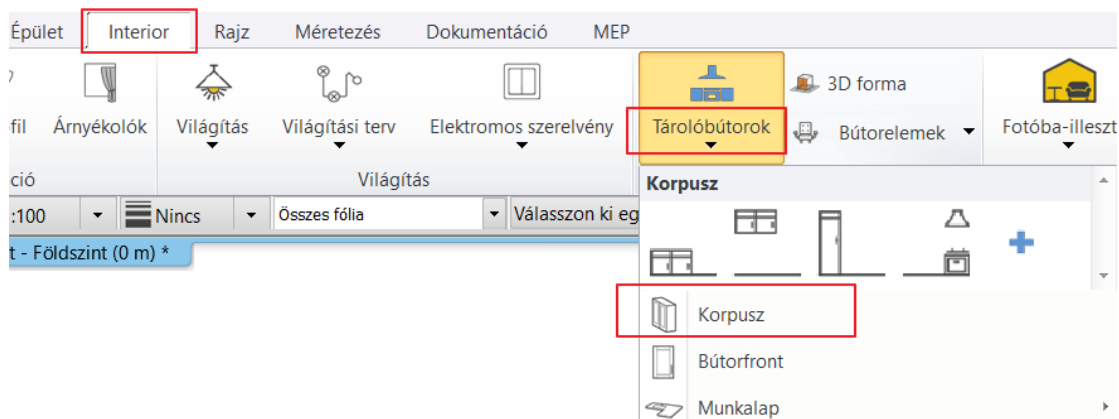 Épület Interior Rajz Méretezés Dokumentáció MEP
fil Árnyékolók Világítás Világítási terv Elektromos szerelvény Tárolóbútorok 3D forma Bútorelemek Fotóba-illeszt
ció Világítás
:100 Nincs Összes fólia Válasszon ki eg
t - Földszint (0 m) *
Korpusz
Korpusz
Bútorfront
Munkalap